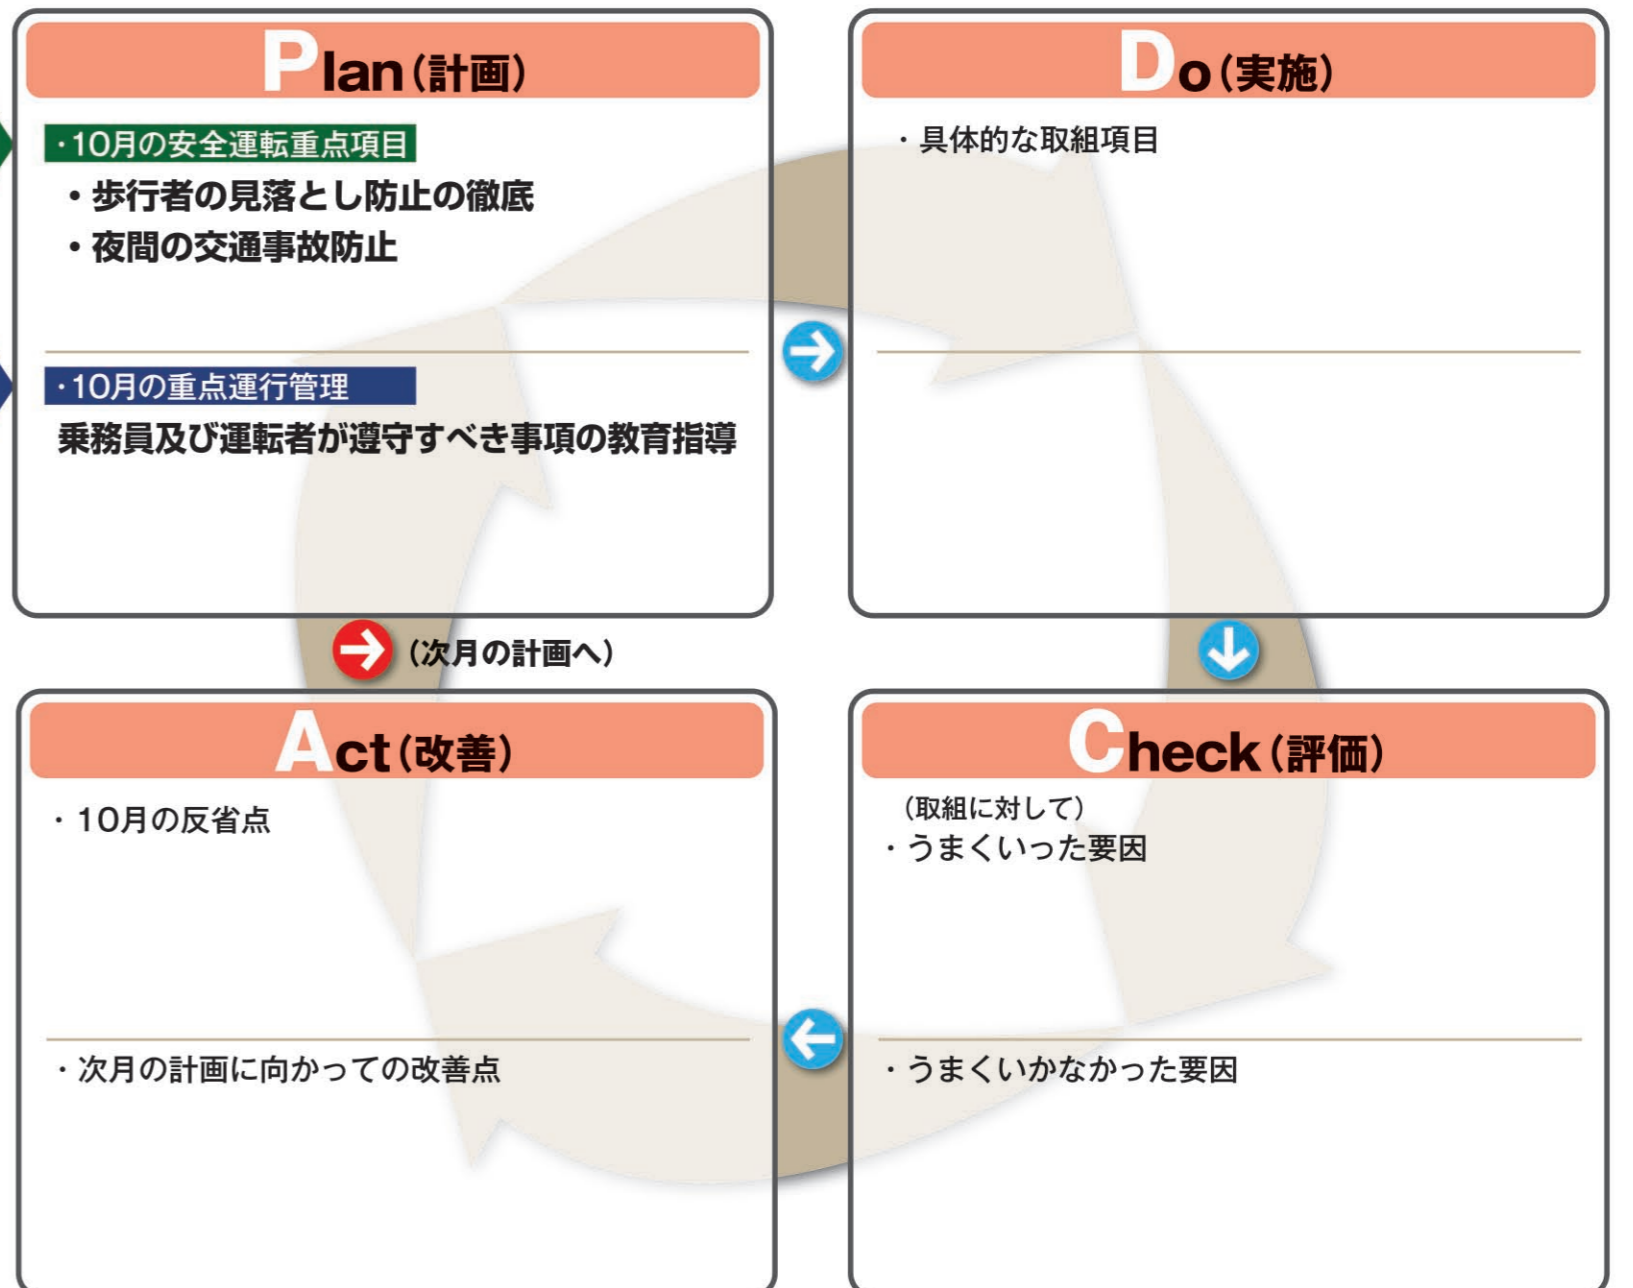 Plan(計画)
・10月の安全運転重点項目
・歩行者の見落とし防止の徹底
・夜間の交通事故防止
・10月の重点運行管理
乗務員及び運転者が遵守すべき事項の教育指導
Do(実施)
・具体的な取組項目
(次月の計画へ)
Check(評価)
(取組に対して)
・うまくいった要因
・うまくいかなかった要因
Act(改善)
・10月の反省点
・次月の計画に向かっての改善点